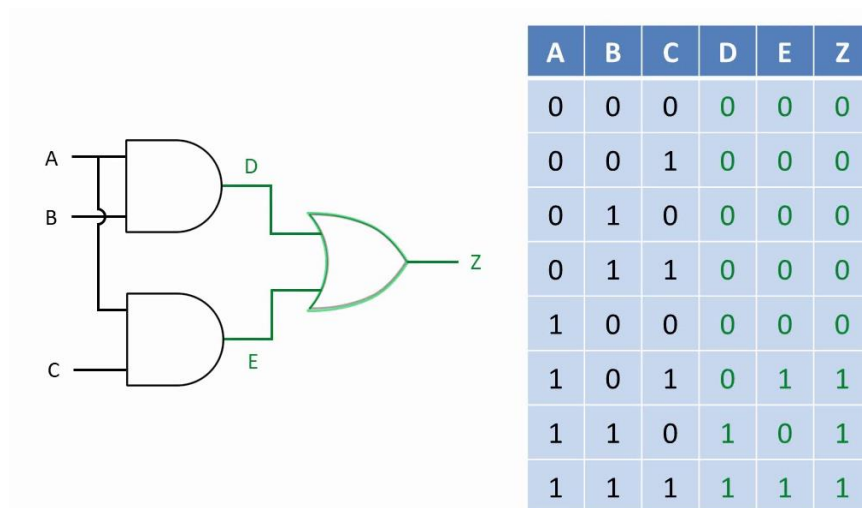 A
B
C
D
E
Z
A B C D E Z
0 0 0 0 0 0
0 0 1 0 0 0
0 1 0 0 0 0
0 1 1 0 0 0
1 0 0 0 0 0
1 0 1 0 1 1
1 1 0 1 0 1
1 1 1 1 1 1